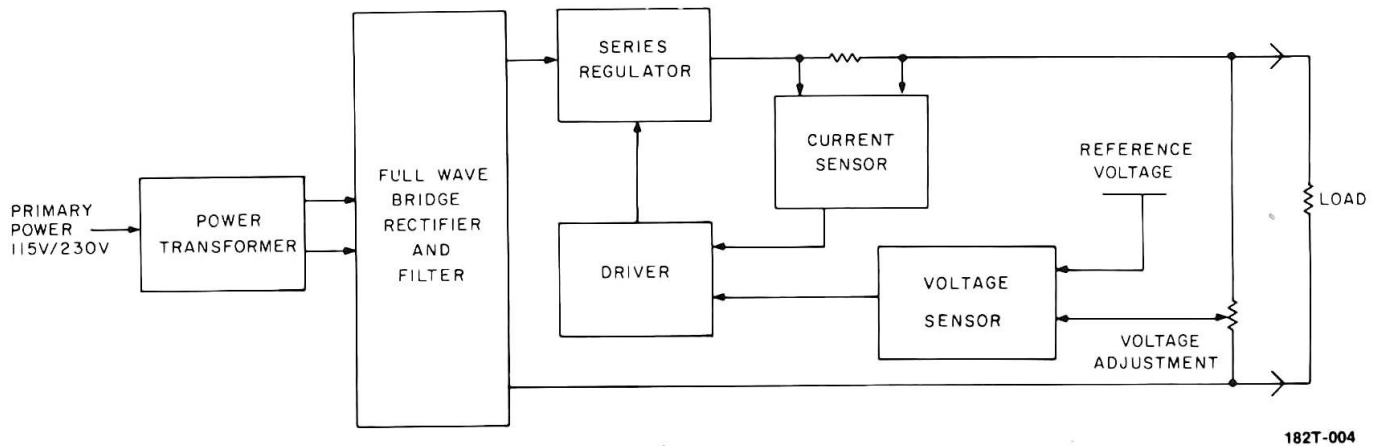 PRIMARY
POWER
115V/230V
POWER
TRANSFORMER
FULL WAVE
BRIDGE
RECTIFIER
AND
FILTER
SERIES
REGULATOR
CURRENT
SENSOR
DRIVER
REFERENCE
VOLTAGE
VOLTAGE
SENSOR
VOLTAGE
ADJUSTMENT
LOAD
182T-004